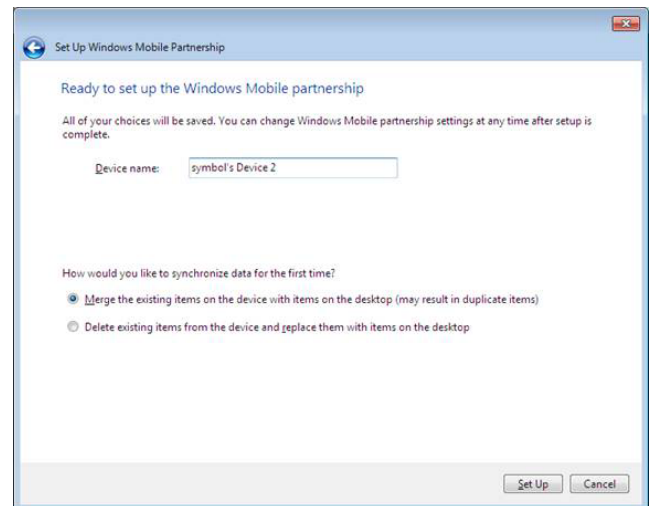 Set Up Windows Mobile Partnership
Ready to set up the Windows Mobile partnership
All of your choices will be saved. You can change Windows Mobile partnership settings at any time after setup is
complete.
Device name: symbol's Device 2
How would you like to synchronize data for the first time?
Merge the existing items on the device with items on the desktop (may result in duplicate items)
Delete existing items from the device and replace them with items on the desktop
Set Up Cancel